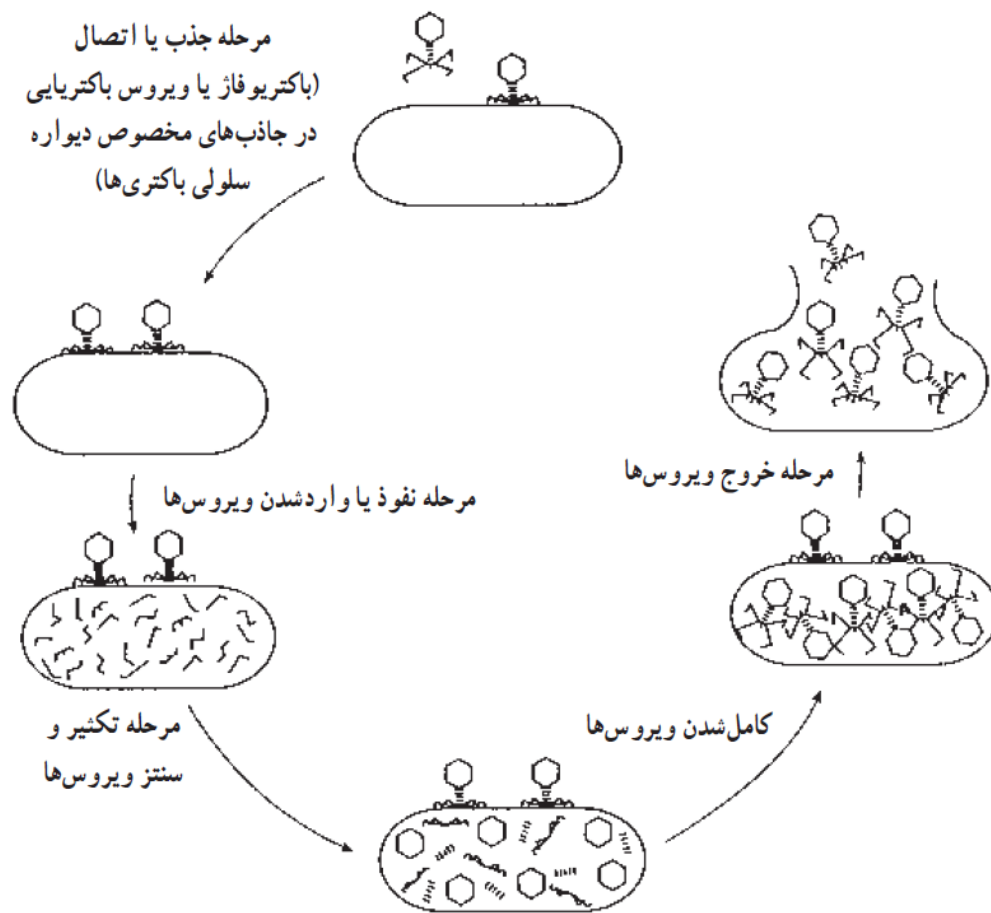 مرحله جذب یا اتصال
(باکتریوفاژ یا ویروس باکتریایی
در جاذب‌های مخصوص دیواره
سلولی باکتری‌ها)
مرحله نفوذ یا واردشدن ویروس‌ها
مرحله تکثیر و
سنتز ویروس‌ها
کامل‌شدن ویروس‌ها
مرحله خروج ویروس‌ها